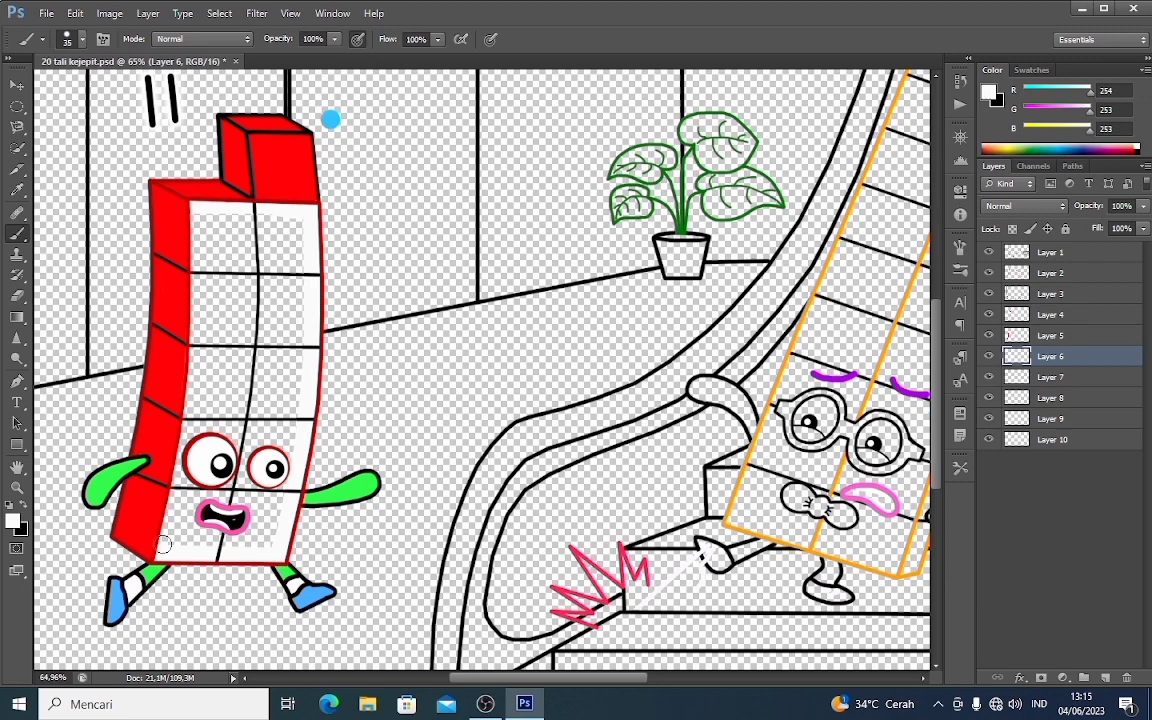 Ps File Edit Image Layer Type Select Filter View Window Help
35 Mode: Normal Opacity: 100% Flow: 100% Essentials
20 tali kejepit.psd @ 65% (Layer 6, RGB/16) * ×
Color Swatches
R 254
G 253
B 253
Layers Channels Paths
Kind
Normal Opacity: 100%
Lock: Fill: 100%
Layer 1
Layer 2
Layer 3
Layer 4
Layer 5
Layer 6
Layer 7
Layer 8
Layer 9
Layer 10
64,96% Doc: 21,1M/109,3M
Mencari
Ps
34°C Cerah
IND
13:15
04/06/2023
1